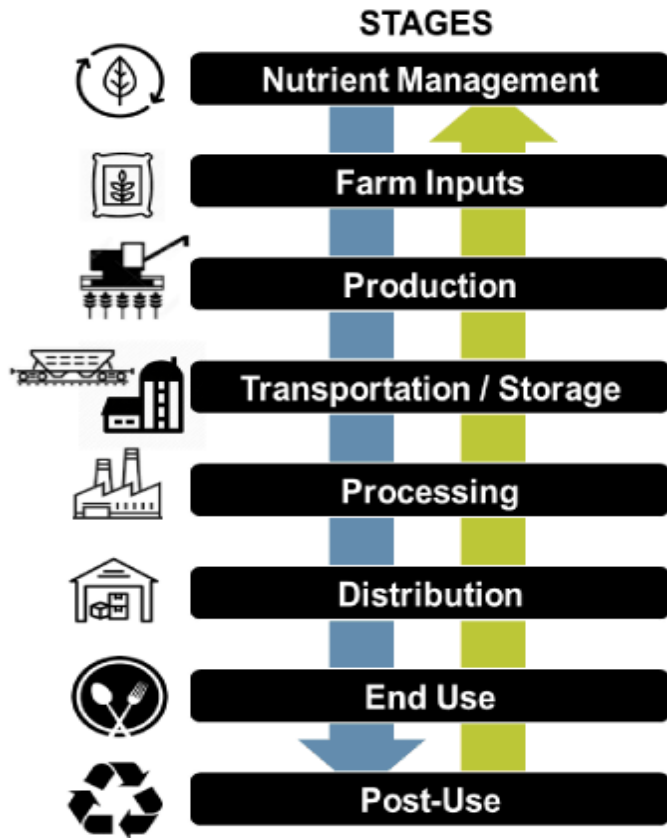 STAGES
Nutrient Management
Farm Inputs
Production
Transportation / Storage
Processing
Distribution
End Use
Post-Use